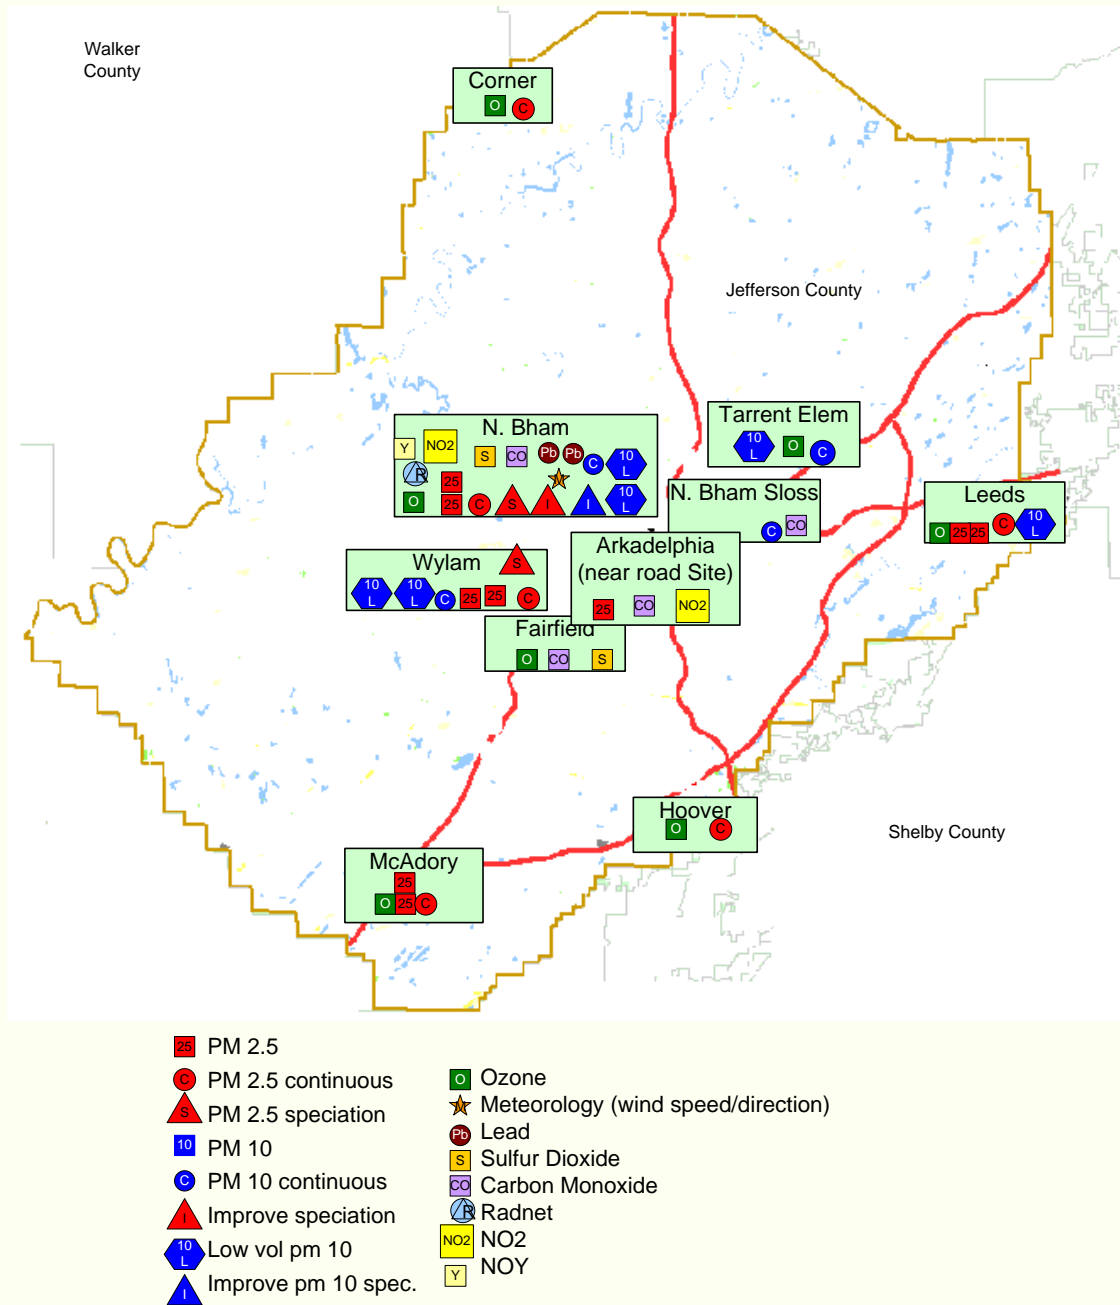 Walker
County
Corner
O
C
Jefferson County
Tarrent Elem
10
L
O
C
N. Bham
Y
NO2
S
CO
Pb
Pb
C
10
L
R
25
M
O
25
C
S
I
I
10
L
N. Bham Sloss
C
CO
Leeds
O
25
25
C
10
L
Arkadelphia
(near road Site)
25
CO
NO2
Wylam
S
10
L
10
L
C
25
25
C
Fairfield
O
CO
S
Hoover
O
C
Shelby County
McAdory
25
O
25
C
25 PM 2.5
C PM 2.5 continuous
S PM 2.5 speciation
10 PM 10
C PM 10 continuous
I Improve speciation
10
L Low vol pm 10
I Improve pm 10 spec.
O Ozone
M Meteorology (wind speed/direction)
Pb Lead
S Sulfur Dioxide
CO Carbon Monoxide
R Radnet
NO2 NO2
Y NOY